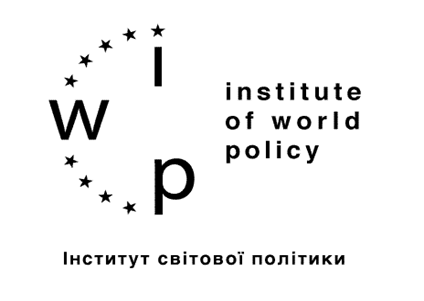 i
w
p
institute
of world
policy
Інститут світової політики